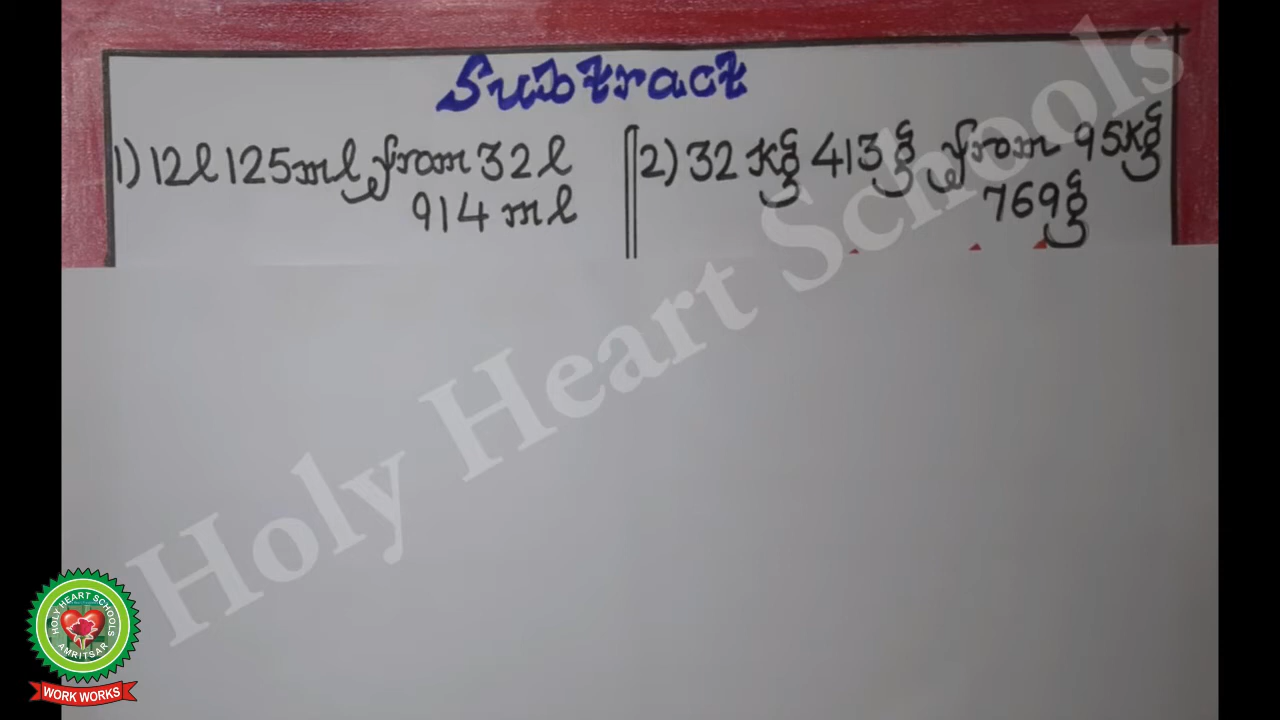 Subtract
1) 12l 125ml from 32l
914 ml
2) 32 kg 413g from 95kg
769g
Holy Heart Schools
HOLY HEART SCHOOLS
AMRITSAR
WORK WORKS